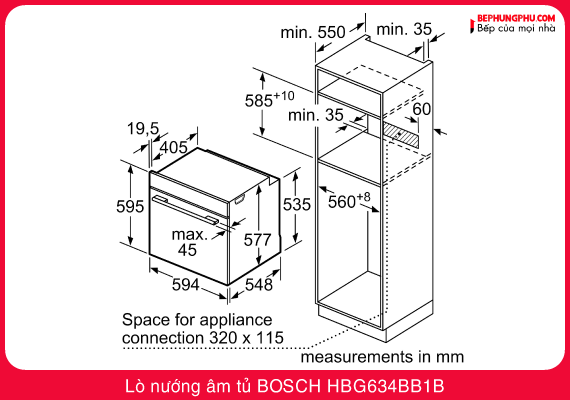 BEPHUNGPHU.COM
Bếp của mọi nhà
min. 550
min. 35
585+10
60
min. 35
19,5
405
595
535
560+8
577
max.
45
594
548
Space for appliance
connection 320 x 115
measurements in mm
Lò nướng âm tủ BOSCH HBG634BB1B